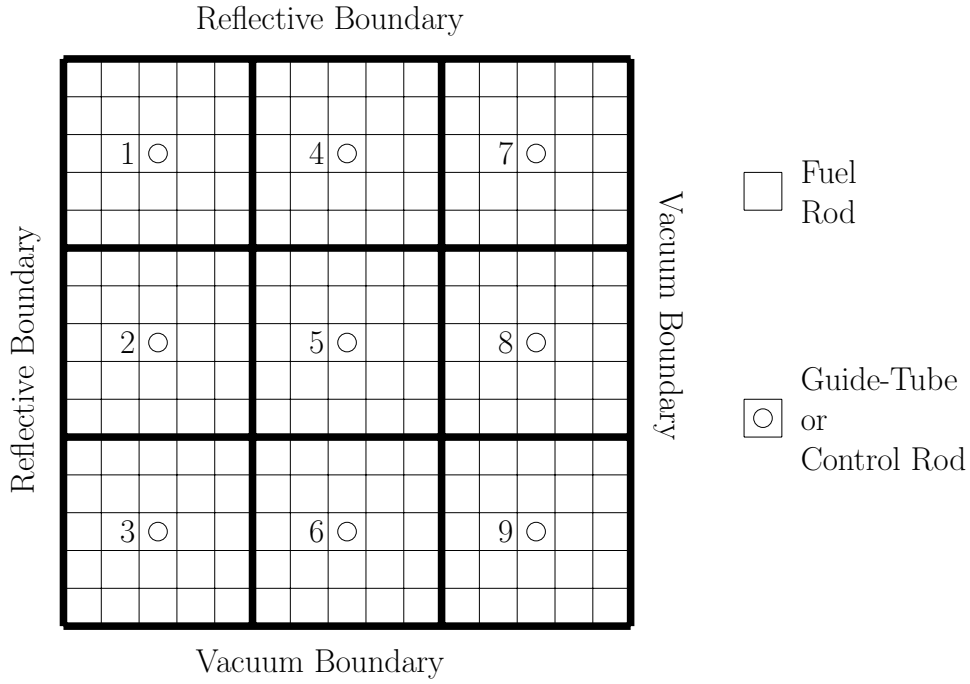 Reflective Boundary
Reflective Boundary
1
4
7
2
5
8
3
6
9
Vacuum Boundary
Vacuum Boundary
Fuel
Rod
Guide-Tube
or
Control Rod